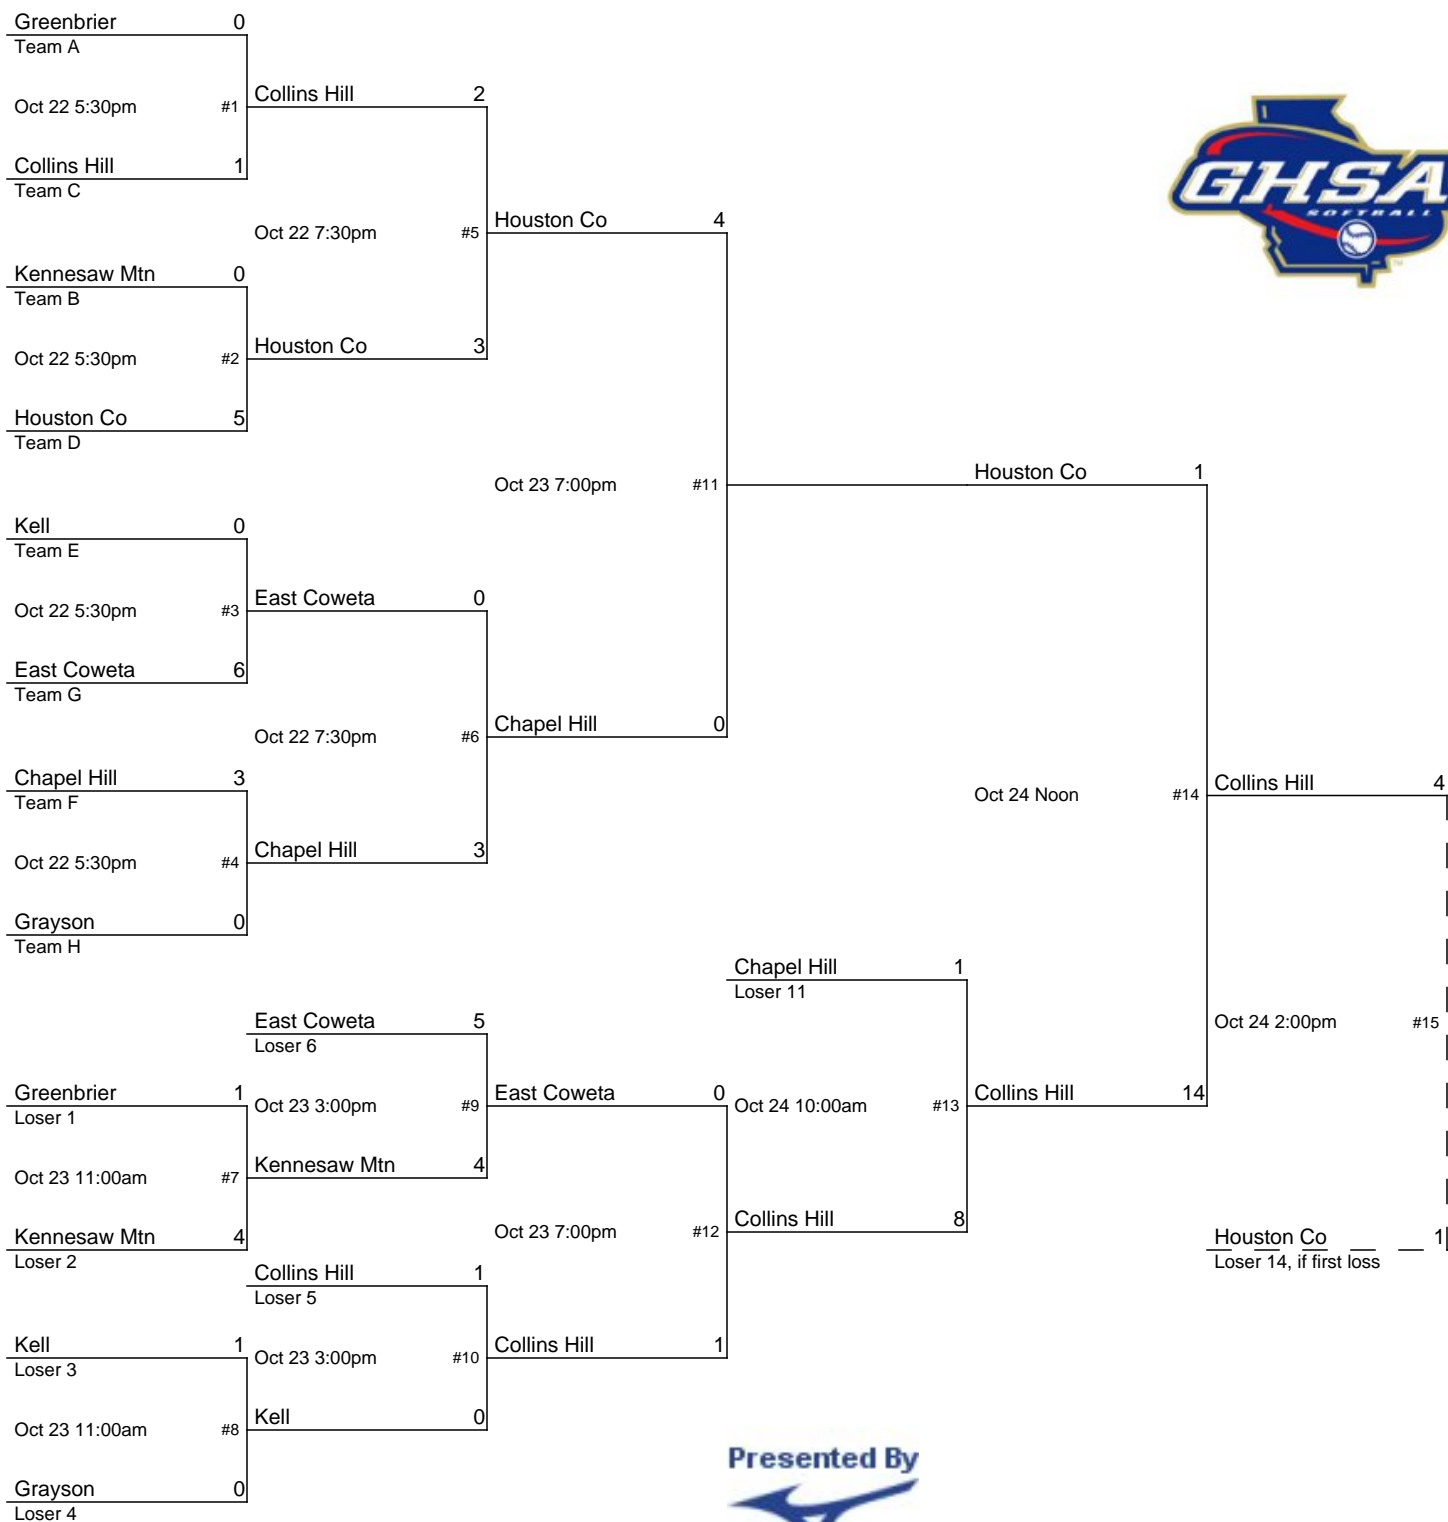 Greenbrier 0
Team A
Oct 22 5:30pm #1
Collins Hill 2
Collins Hill 1
Team C
Oct 22 7:30pm #5
Houston Co 4
Kennesaw Mtn 0
Team B
Oct 22 5:30pm #2
Houston Co 3
Houston Co 5
Team D
Oct 23 7:00pm #11
Houston Co 1
Kell 0
Team E
Oct 22 5:30pm #3
East Coweta 0
East Coweta 6
Team G
Oct 22 7:30pm #6
Chapel Hill 0
Chapel Hill 3
Team F
Oct 22 5:30pm #4
Chapel Hill 3
Grayson 0
Team H
Oct 24 Noon #14
Collins Hill 4
Chapel Hill 1
Loser 11
East Coweta 5
Loser 6
Oct 24 2:00pm #15
Greenbrier 1
Loser 1
Oct 23 3:00pm #9
East Coweta 0
Oct 24 10:00am #13
Collins Hill 14
Oct 23 11:00am #7
Kennesaw Mtn 4
Kennesaw Mtn 4
Loser 2
Oct 23 7:00pm #12
Collins Hill 8
Houston Co 1
Loser 14, if first loss
Collins Hill 1
Loser 5
Kell 1
Loser 3
Oct 23 3:00pm #10
Collins Hill 1
Oct 23 11:00am #8
Kell 0
Grayson 0
Loser 4
GHSA
SOFTBALL
TM
Presented By